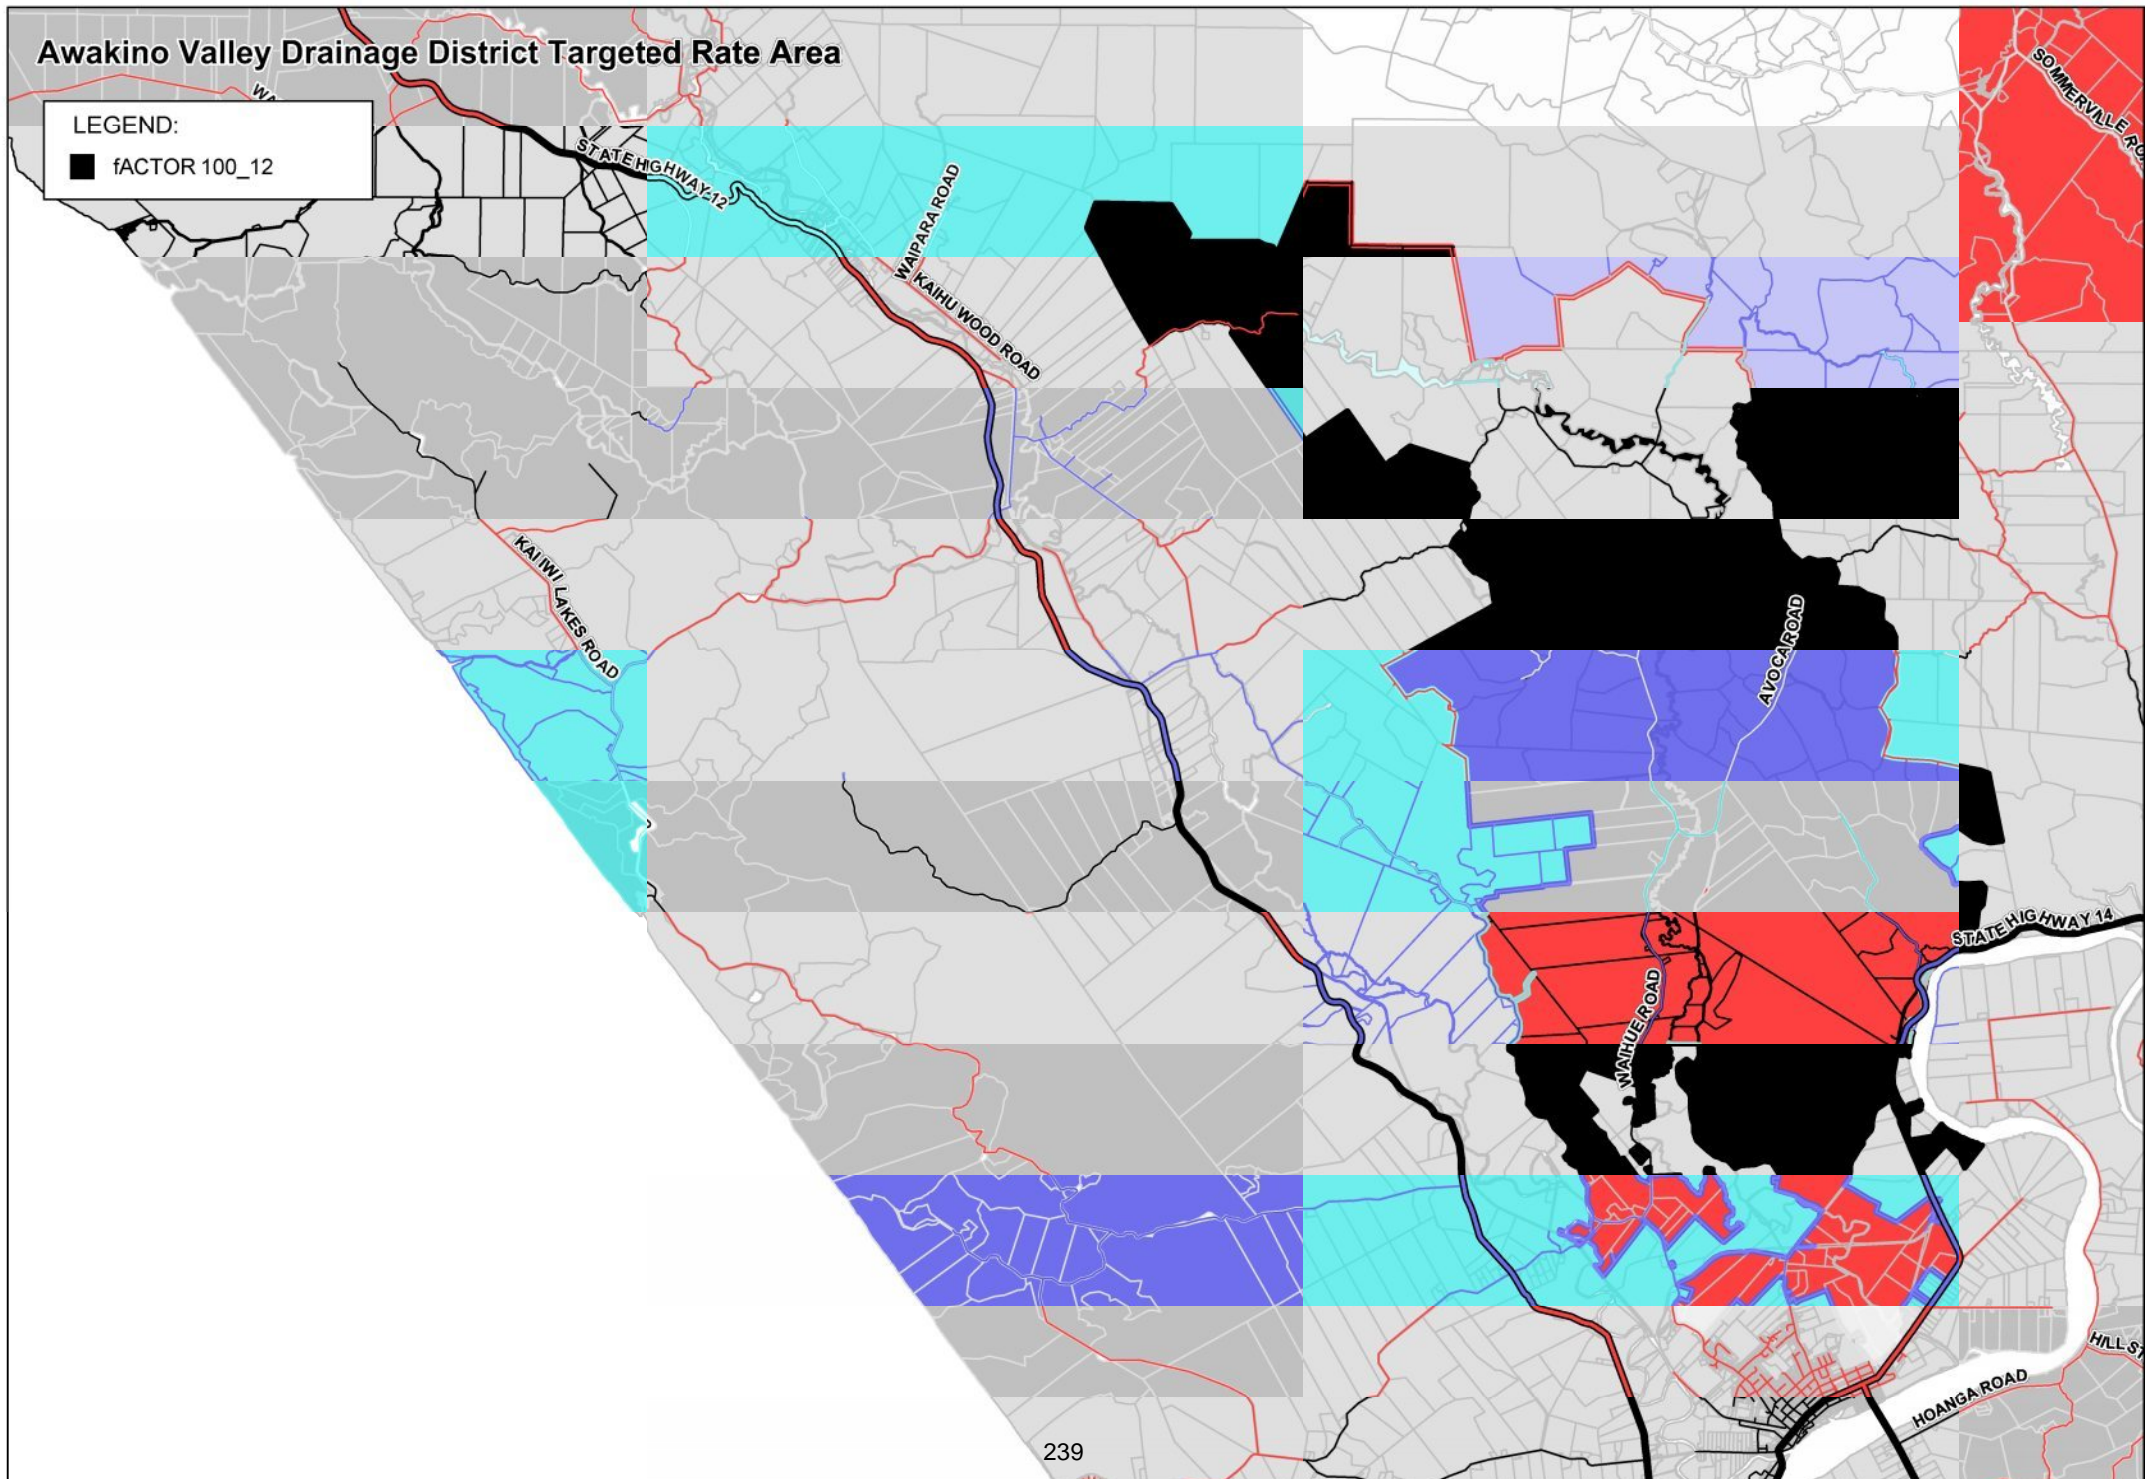 Awakino Valley Drainage District Targeted Rate Area
LEGEND:
fACTOR 100_12
SOMMERVILLE
STATE HIGHWAY 12
WAIPARA ROAD
KAIHU WOOD ROAD
KAI IWI LAKES ROAD
AVOCA ROAD
STATE HIGHWAY 14
WAIHUE ROAD
HILL ST
HOANGA ROAD
239